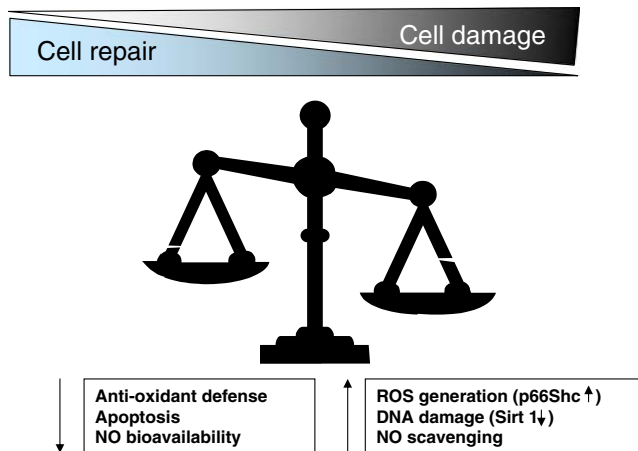 Cell damage
Cell repair
Anti-oxidant defense
Apoptosis
NO bioavailability
ROS generation (p66Shc ↑)
DNA damage (Sirt 1↓)
NO scavenging